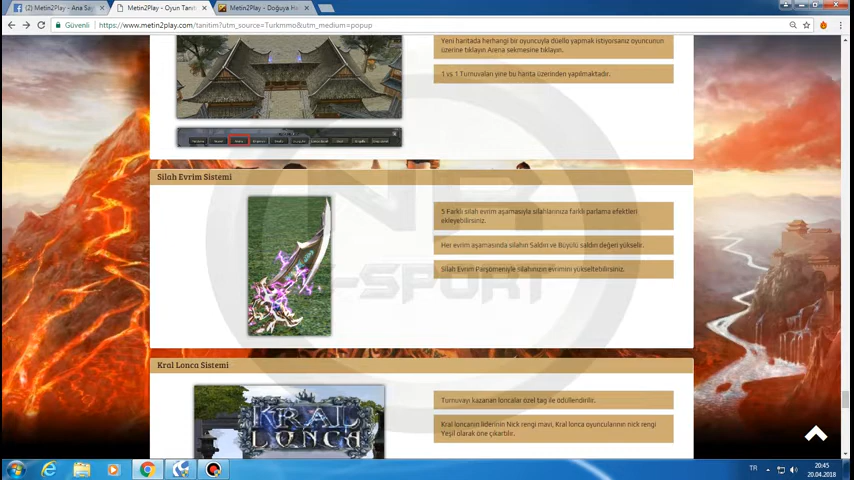 (2) Metin2Play - Ana Say
Metin2Play - Oyun Tanıt
Metin2Play - Doğuya Ho
Güvenli
https://www.metin2play.com/tanitim?utm_source=Turkmmo&utm_medium=popup
Yeni haritada herhangi bir oyuncuyla düello yapmak istiyorsanız oyuncunun
üzerine tıklayın Arena sekmesine tıklayın.
1 vs 1 Turnuvaları yine bu harita üzerinden yapılmaktadır.
Silah Evrim Sistemi
5 Farklı silah evrim aşamasıyla silahlarınıza farklı parlama efektleri
ekleyebilirsiniz.
Her evrim aşamasında silahın Saldırı ve Büyülü saldırı değeri yükselir.
Silah Evrim Parşömeniyle silahınızın evrimini yükseltebilirsiniz.
NR
-SPORT
Kral Lonca Sistemi
KRAL
LONCA
Turnuvayı kazanan loncalar özel tag ile ödüllendirilir.
Kral loncanın liderinin Nick rengi mavi, Kral lonca oyuncularının nick rengi
Yeşil olarak öne çıkartılır.
TR
20:45
20.04.2018